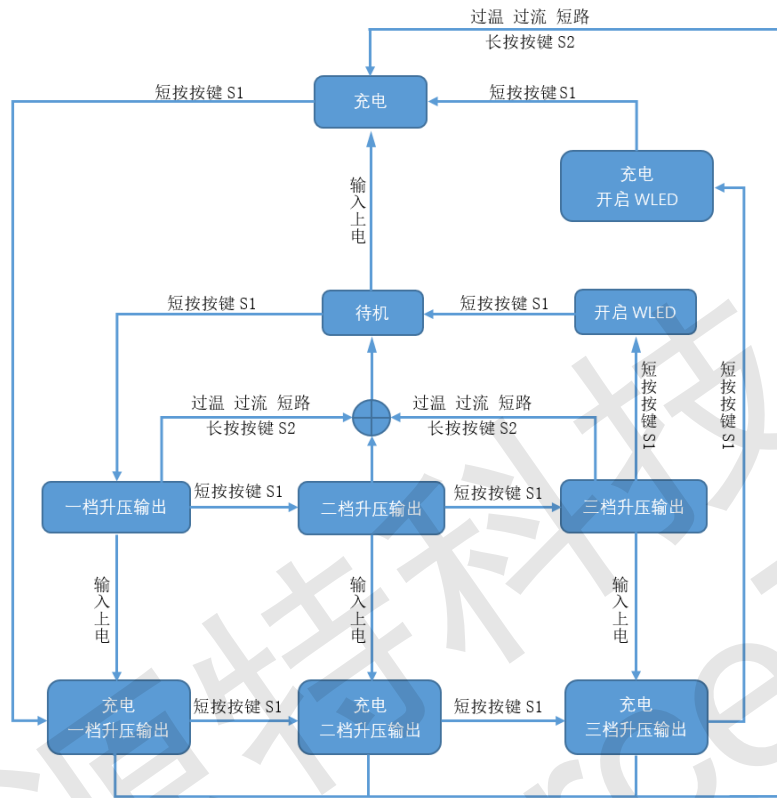 过温 过流 短路
长按按键 S2
短按按键 S1
充电
短按按键 S1
充电
开启 WLED
输入上电
短按按键 S1
待机
短按按键 S1
开启 WLED
过温 过流 短路
长按按键 S2
过温 过流 短路
长按按键 S2
短按按键 S1
短按按键 S1
一档升压输出
短按按键 S1
二档升压输出
短按按键 S1
三档升压输出
输入上电
输入上电
输入上电
充电
一档升压输出
短按按键 S1
充电
二档升压输出
短按按键 S1
充电
三档升压输出
源特科技